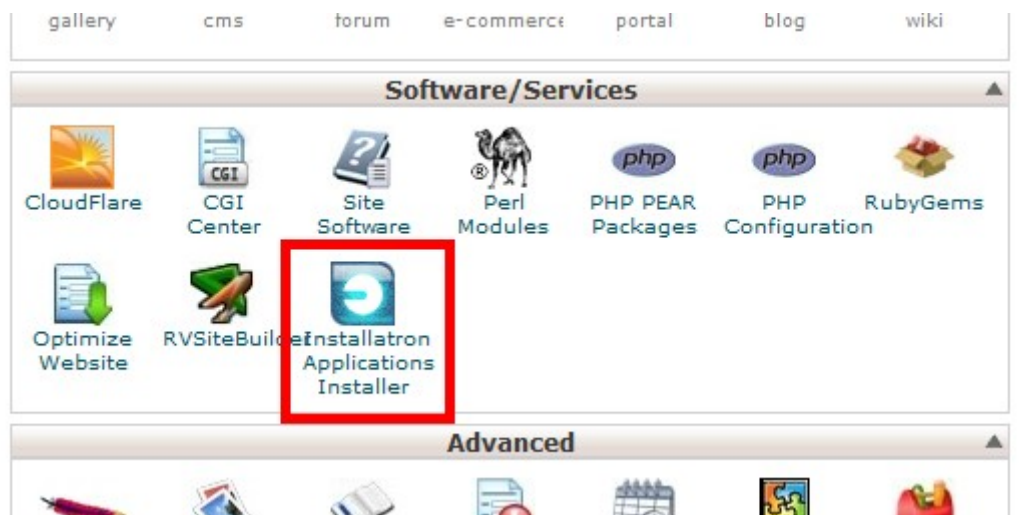 gallery cms forum e-commerce portal blog wiki
Software/Services
CGI
?
® php php
CloudFlare CGI Site Perl PHP PEAR PHP RubyGems
Center Software Modules Packages Configuration
Optimize RVSiteBuilder Installatron
Website Applications
Installer
Advanced